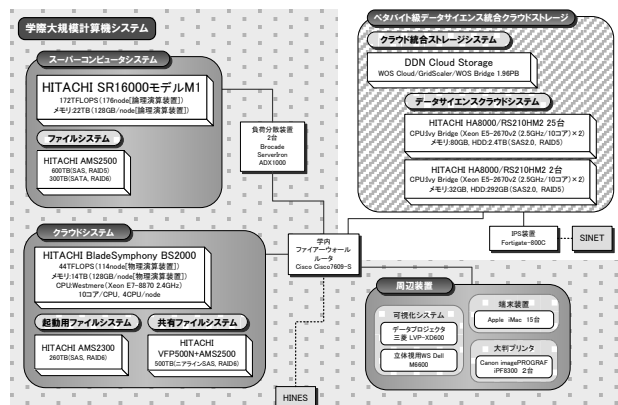 学際大規模計算機システム
スーパーコンピュータシステム
HITACHI SR16000モデルM1
172TFLOPS(176node[論理演算装置])
メモリ:22TB(128GB/node[論理演算装置])
ファイルシステム
HITACHI AMS2500
600TB(SAS, RAID5)
300TB(SATA, RAID6)
負荷分散装置
2台
Brocade
ServerIron
ADX1000
クラウドシステム
HITACHI BladeSymphony BS2000
44TFLOPS(114node[物理演算装置])
メモリ:14TB(128GB/node[物理演算装置])
CPU:Westmere(Xeon E7-8870 2.4GHz)
10コア/CPU, 4CPU/node
起動用ファイルシステム
HITACHI AMS2300
260TB(SAS, RAID6)
共有ファイルシステム
HITACHI
VFP500N+AMS2500
500TB(ニアラインSAS, RAID6)
学内
ファイアーウォール
ルータ
Cisco Cisco7609-S
HINES
ペタバイト級データサイエンス統合クラウドストレージ
クラウド統合ストレージシステム
DDN Cloud Storage
WOS Cloud/GridScaler/WOS Bridge 1.96PB
データサイエンスクラウドシステム
HITACHI HA8000/RS210HM2 25台
CPU:Ivy Bridge (Xeon E5-2670v2 (2.5GHz/10コア)×2)
メモリ:80GB, HDD:2.4TB(SAS2.0, RAID5)
HITACHI HA8000/RS210HM2 2台
CPU:Ivy Bridge (Xeon E5-2670v2 (2.5GHz/10コア)×2)
メモリ:32GB, HDD:292GB(SAS2.0, RAID5)
IPS装置
Fortigate-800C
SINET
周辺装置
可視化システム
データプロジェクタ
三菱 LVP-XD600
立体視用WS Dell
M6600
端末装置
Apple iMac 15台
大判プリンタ
Canon imagePROGRAF
iPF8300 2台